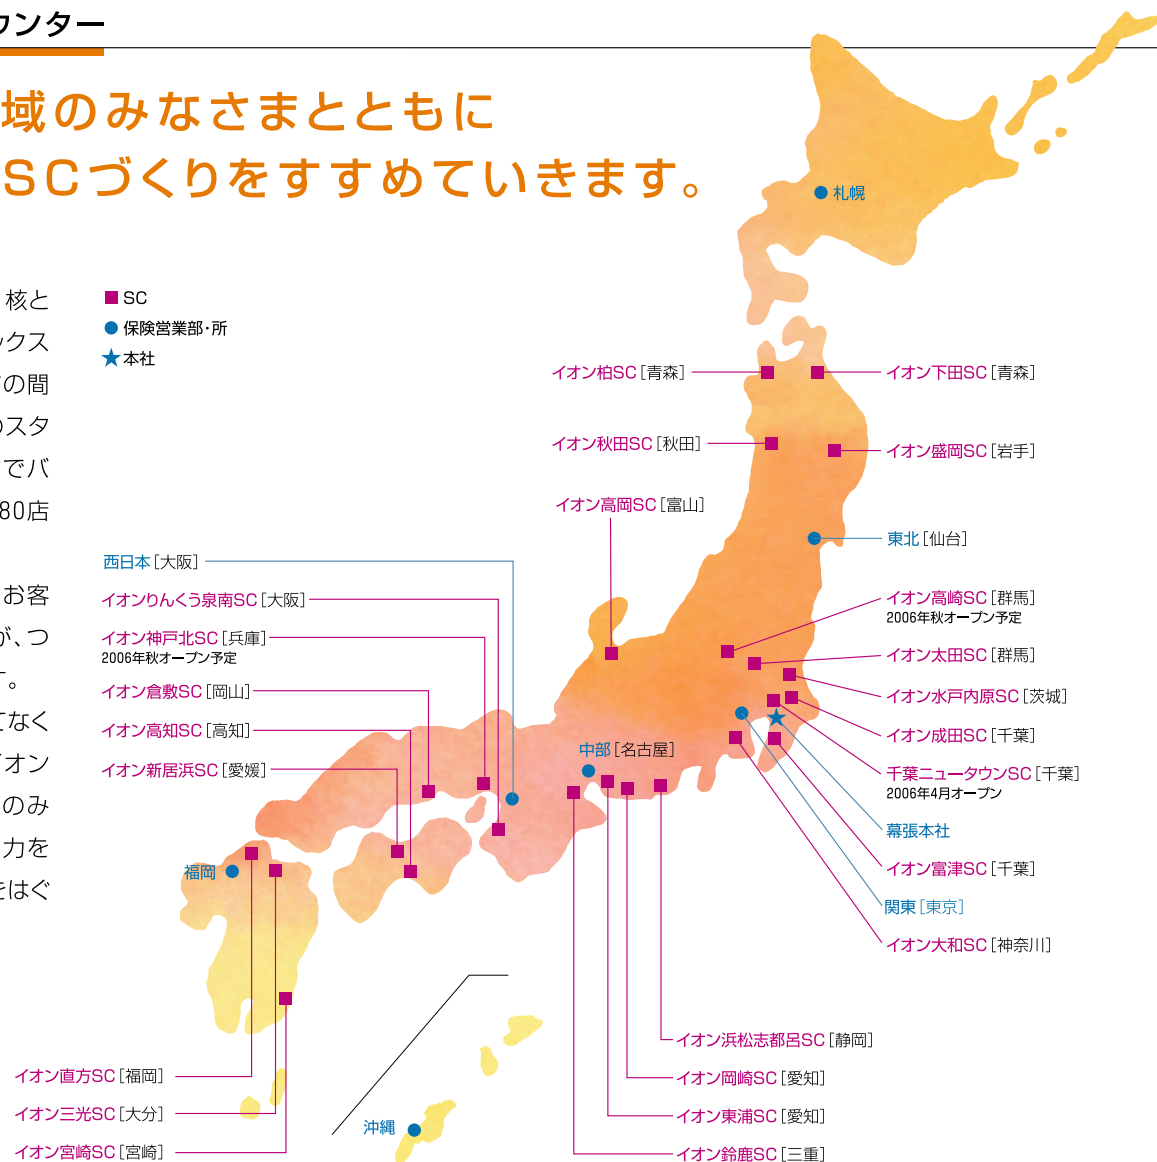 ウンター
域のみなさまとともに
SCづくりをすすめていきます。
核と
ックス
の間
スタ
でバ
80店
お客
が、つ
。
てなく
イオン
のみ
力を
をはぐ
SC
保険営業部・所
本社
札幌
イオン柏SC［青森］
イオン下田SC［青森］
イオン秋田SC［秋田］
イオン盛岡SC［岩手］
イオン高岡SC［富山］
東北［仙台］
西日本［大阪］
イオンりんくう泉南SC［大阪］
イオン神戸北SC［兵庫］
2006年秋オープン予定
イオン倉敷SC［岡山］
イオン高知SC［高知］
イオン新居浜SC［愛媛］
イオン高崎SC［群馬］
2006年秋オープン予定
イオン太田SC［群馬］
イオン水戸内原SC［茨城］
イオン成田SC［千葉］
千葉ニュータウンSC［千葉］
2006年4月オープン
幕張本社
イオン富津SC［千葉］
関東［東京］
イオン大和SC［神奈川］
中部［名古屋］
福岡
イオン浜松志都呂SC［静岡］
イオン岡崎SC［愛知］
イオン東浦SC［愛知］
イオン鈴鹿SC［三重］
イオン直方SC［福岡］
イオン三光SC［大分］
イオン宮崎SC［宮崎］
沖縄